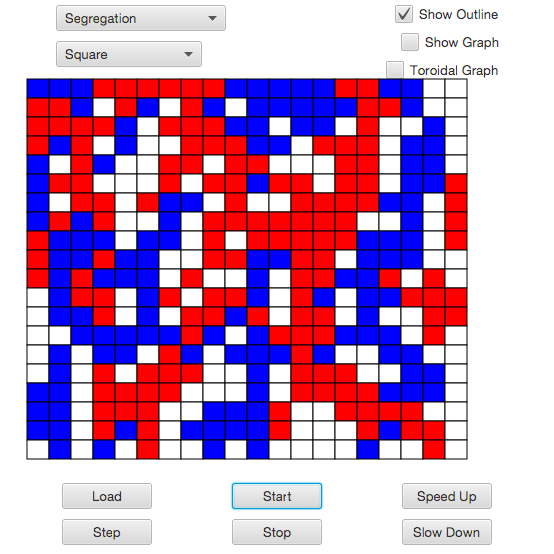 Segregation
Show Outline
Show Graph
Square
Toroidal Graph
Load
Start
Speed Up
Step
Stop
Slow Down